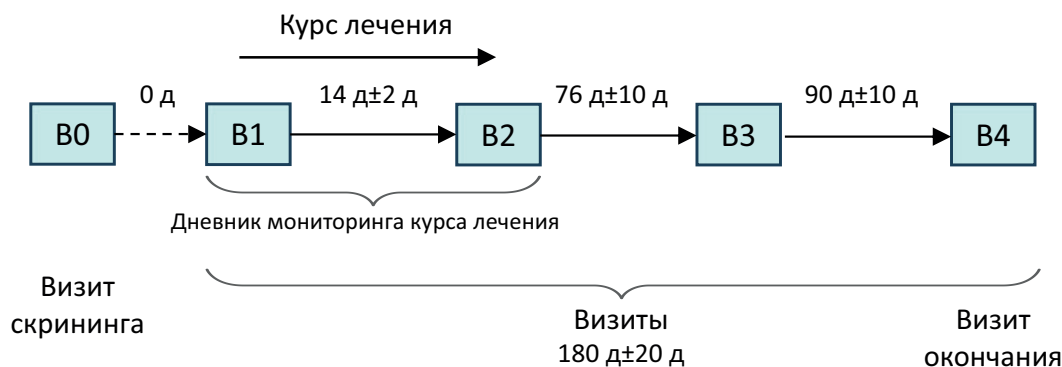 Курс лечения
0 д
14 д±2 д
76 д±10 д
90 д±10 д
В0
В1
В2
В3
В4
Дневник мониторинга курса лечения
Визит
скрининга
Визиты
180 д±20 д
Визит
окончания